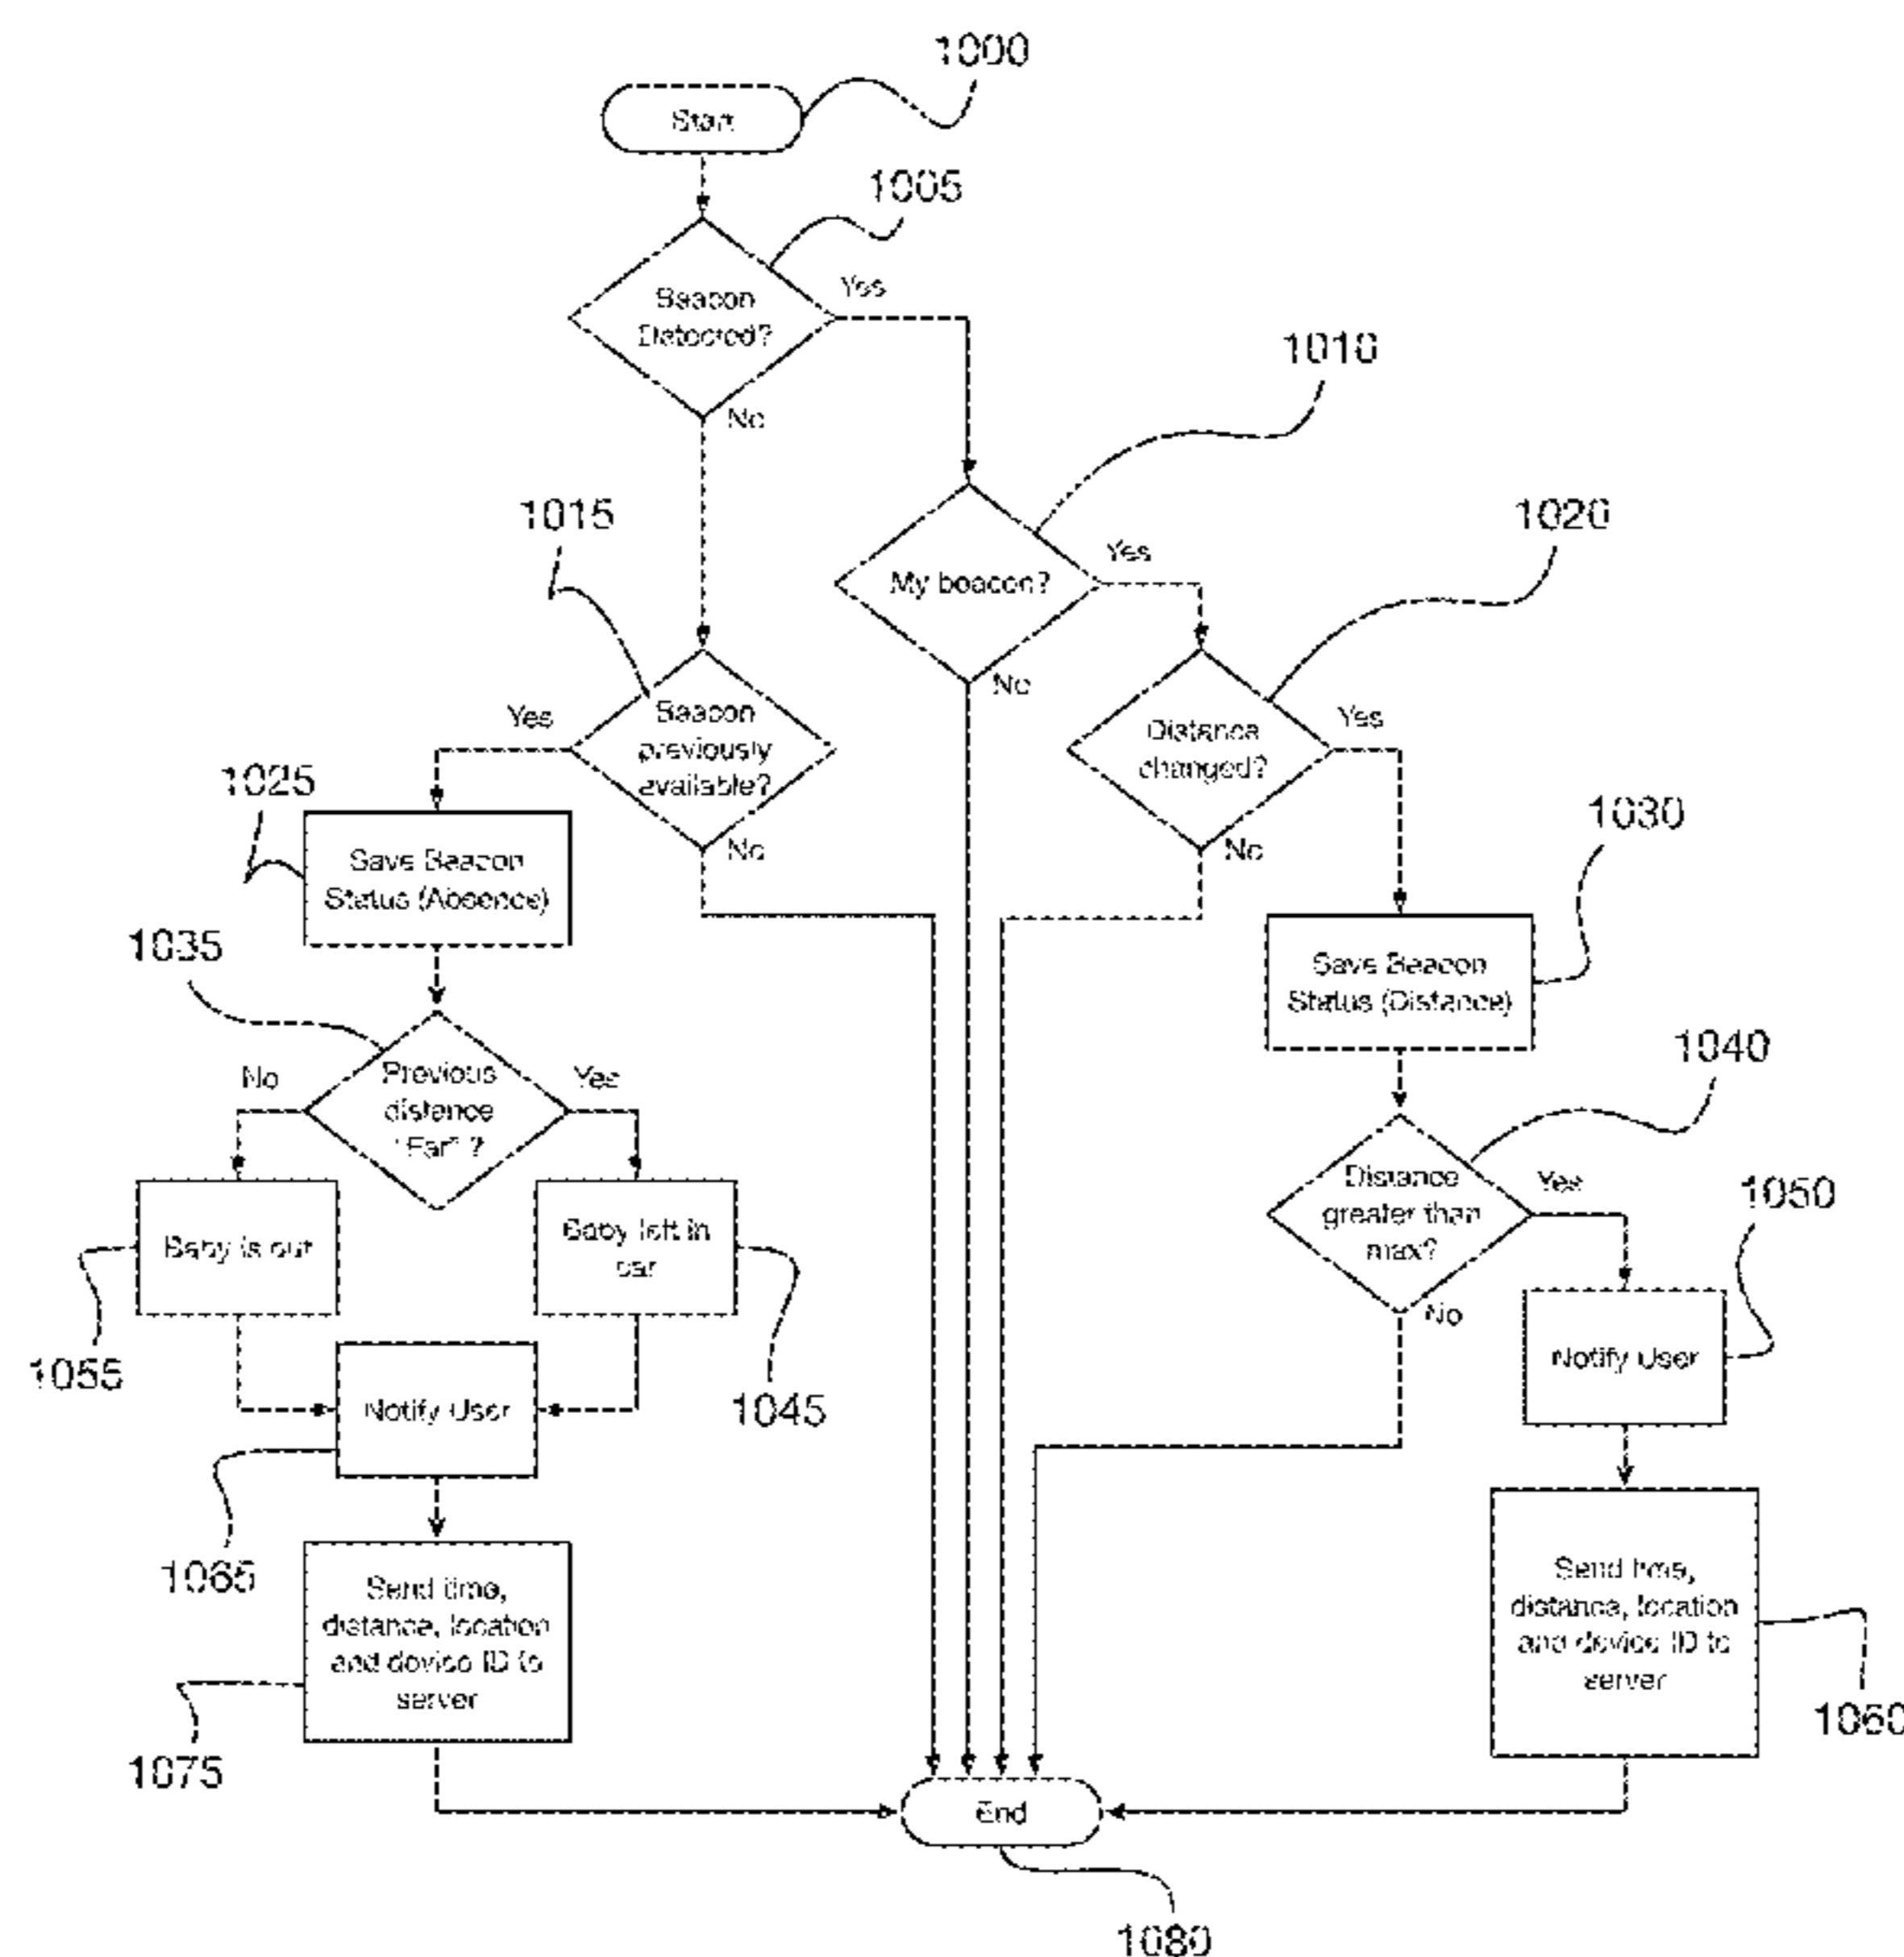 1000
Start
1005
Beacon
Detected?
Yes
No
1010
My beacon?
Yes
No
1015
Beacon
previously
available?
Yes
No
1020
Distance
changed?
Yes
No
1025
Save Beacon
Status (Absence)
1030
Save Beacon
Status (Distance)
1035
Previous
distance
"Far" ?
No
Yes
1040
Distance
greater than
max?
Yes
No
Baby is out
1055
Baby left in
car
1045
1050
Notify User
Notify User
1065
Send time,
distance, location
and device ID to
server
1075
Send time,
distance, location
and device ID to
server
1060
End
1080